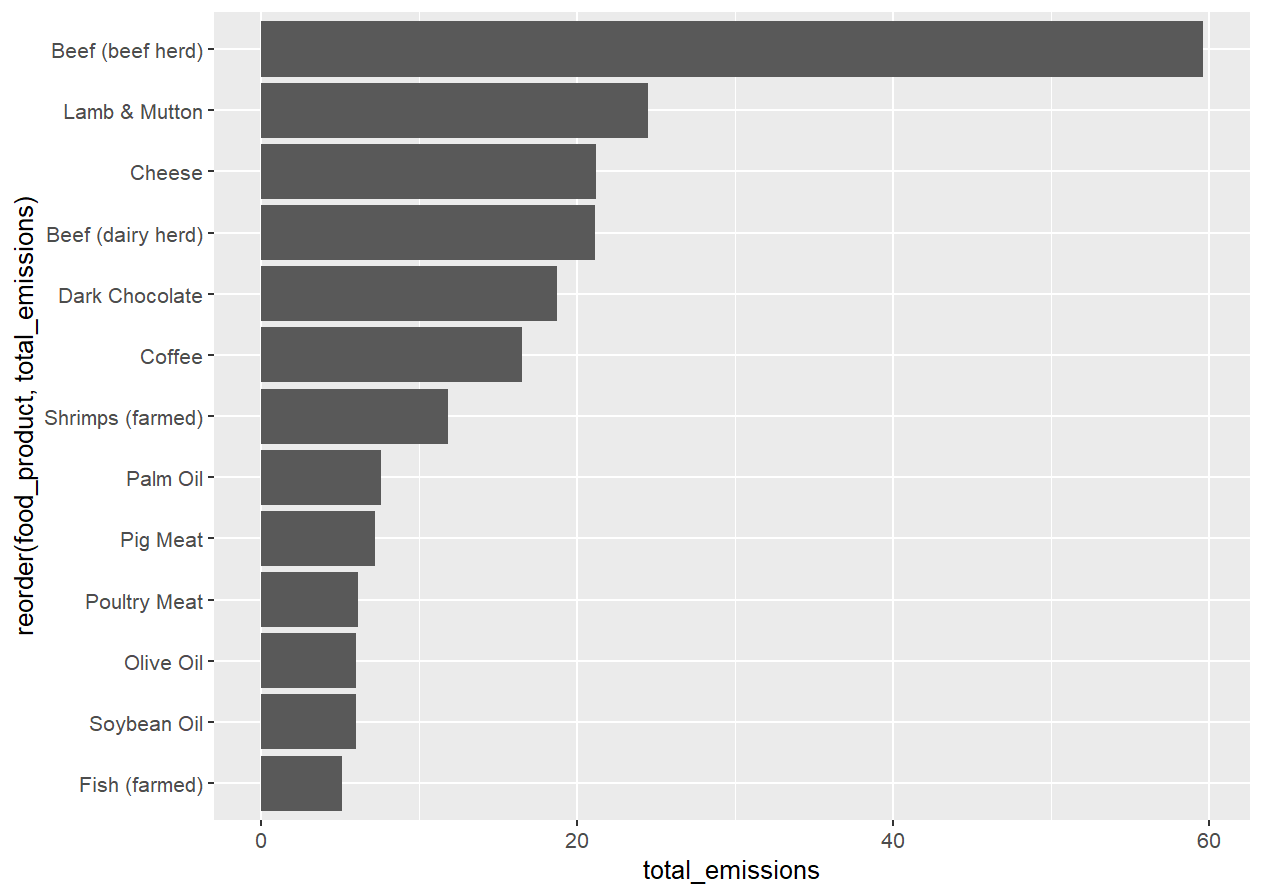 Beef (beef herd)
Lamb & Mutton
Cheese
Beef (dairy herd)
Dark Chocolate
Coffee
Shrimps (farmed)
Palm Oil
Pig Meat
Poultry Meat
Olive Oil
Soybean Oil
Fish (farmed)
reorder(food_product, total_emissions)
0 20 40 60
total_emissions